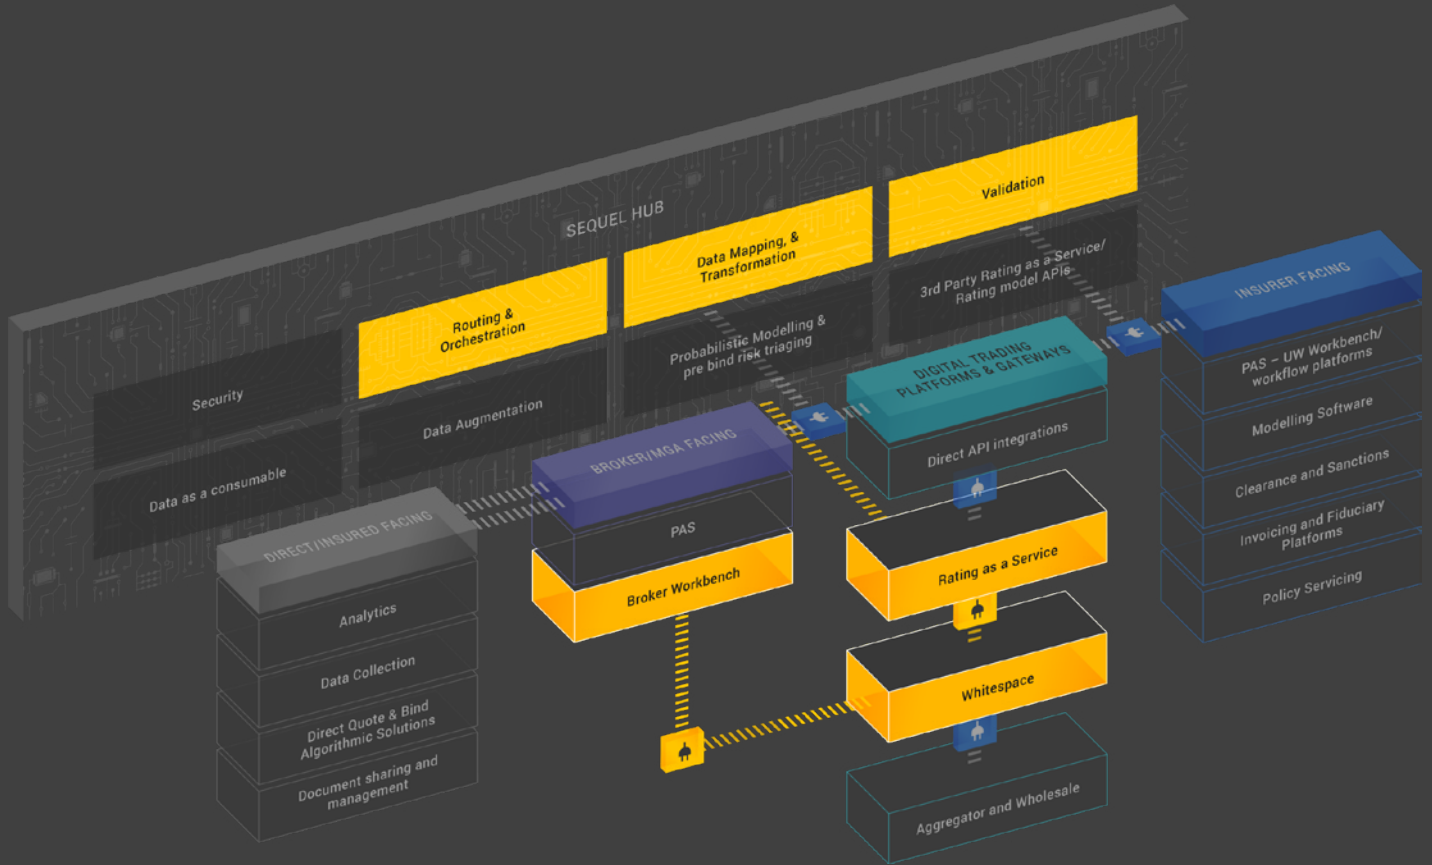 SEQUEL HUB
Validation
Data Mapping, &
Transformation
Routing &
Orchestration
Security
3rd Party Rating as a Service/
Rating model APIs
Probabilistic Modelling &
pre bind risk triaging
Data Augmentation
Data as a consumable
DIRECT/INSURED FACING
Analytics
Data Collection
Direct Quote & Bind
Algorithmic Solutions
Document sharing and
management
BROKER/MGA FACING
PAS
Broker Workbench
DIGITAL TRADING
PLATFORMS & GATEWAYS
Direct API integrations
Rating as a Service
Whitespace
Aggregator and Wholesale
INSURER FACING
PAS – UW Workbench/
workflow platforms
Modelling Software
Clearance and Sanctions
Invoicing and Fiduciary
Platforms
Policy Servicing